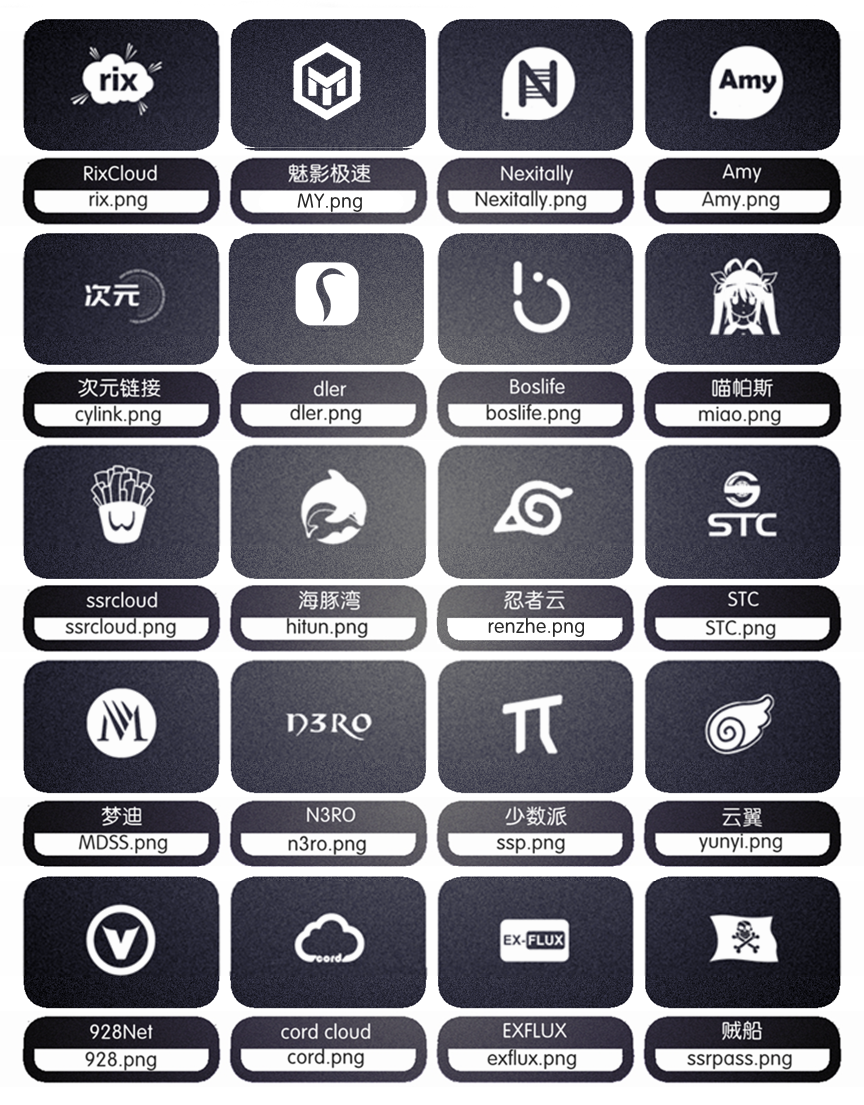 rix
Amy
RixCloud
魅影极速
Nexitally
Amy
rix.png
MY.png
Nexitally.png
Amy.png
次元
次元链接
dler
Boslife
喵帕斯
cylink.png
dler.png
boslife.png
miao.png
STC
ssrcloud
海豚湾
忍者云
STC
ssrcloud.png
hitun.png
renzhe.png
STC.png
n3RO
梦迪
N3RO
少数派
云翼
MDSS.png
n3ro.png
ssp.png
yunyi.png
cord
EX-FLUX
928Net
cord cloud
EXFLUX
贼船
928.png
cord.png
exflux.png
ssrpass.png